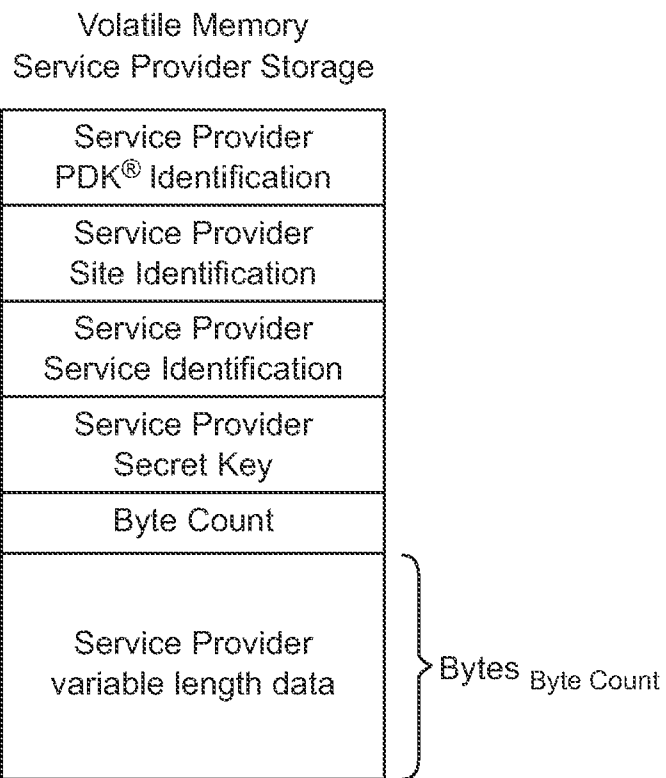 Volatile Memory
Service Provider Storage
Service Provider
PDK® Identification
Service Provider
Site Identification
Service Provider
Service Identification
Service Provider
Secret Key
Byte Count
Service Provider
variable length data
Bytes Byte Count